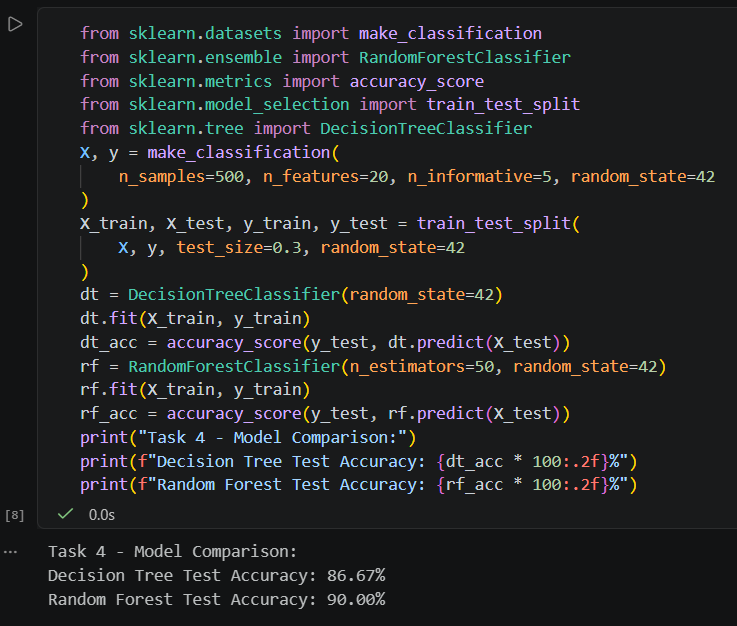 from sklearn.datasets import make_classification
from sklearn.ensemble import RandomForestClassifier
from sklearn.metrics import accuracy_score
from sklearn.model_selection import train_test_split
from sklearn.tree import DecisionTreeClassifier
X, y = make_classification(
    n_samples=500, n_features=20, n_informative=5, random_state=42
)
X_train, X_test, y_train, y_test = train_test_split(
    X, y, test_size=0.3, random_state=42
)
dt = DecisionTreeClassifier(random_state=42)
dt.fit(X_train, y_train)
dt_acc = accuracy_score(y_test, dt.predict(X_test))
rf = RandomForestClassifier(n_estimators=50, random_state=42)
rf.fit(X_train, y_train)
rf_acc = accuracy_score(y_test, rf.predict(X_test))
print("Task 4 - Model Comparison:")
print(f"Decision Tree Test Accuracy: {dt_acc * 100:.2f}%")
print(f"Random Forest Test Accuracy: {rf_acc * 100:.2f}%")
[8] 0.0s
Task 4 - Model Comparison:
Decision Tree Test Accuracy: 86.67%
Random Forest Test Accuracy: 90.00%